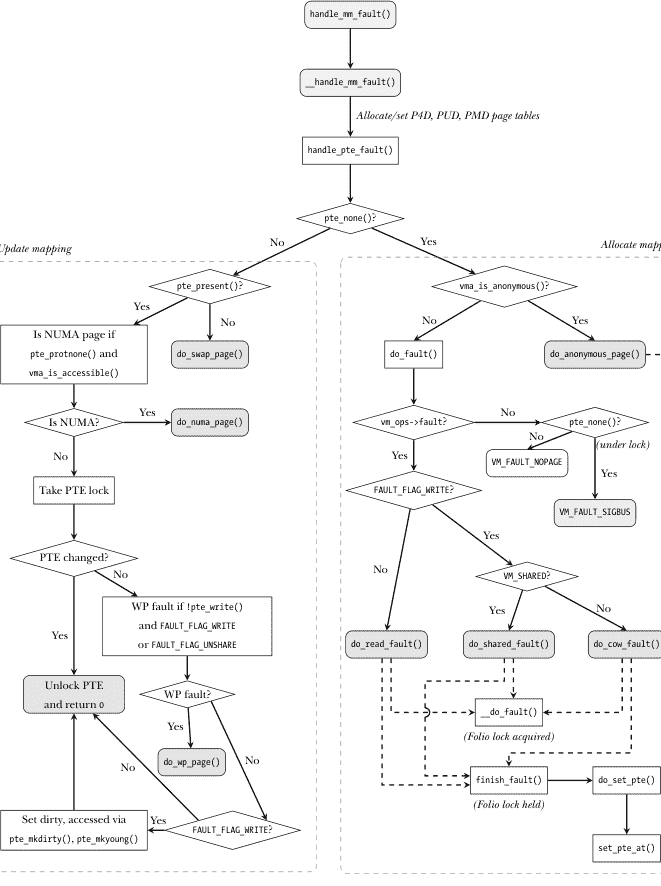 handle_mm_fault()
__handle_mm_fault()
Allocate/set P4D, PUD, PMD page tables
handle_pte_fault()
pte_none()?
No
Yes
Update mapping
Allocate
pte_present()?
Yes
No
Is NUMA page if
pte_protnone() and
vma_is_accessible()
do_swap_page()
Is NUMA?
Yes
do_numa_page()
No
Take PTE lock
PTE changed?
No
Yes
WP fault if !pte_write()
and FAULT_FLAG_WRITE
or FAULT_FLAG_UNSHARE
Unlock PTE
and return 0
WP fault?
Yes
No
do_wp_page()
No
FAULT_FLAG_WRITE?
Yes
Set dirty, accessed via
pte_mkdirty(), pte_mkyoung()
vma_is_anonymous()?
No
Yes
do_fault()
do_anonymous_page()
vm_ops->fault?
No
pte_none()?
(under lock)
No
Yes
VM_FAULT_NOPAGE
VM_FAULT_SIGBUS
Yes
FAULT_FLAG_WRITE?
No
Yes
VM_SHARED?
Yes
No
do_read_fault()
do_shared_fault()
do_cow_fault()
__do_fault()
(Folio lock acquired)
finish_fault()
(Folio lock held)
do_set_pte()
set_pte_at()